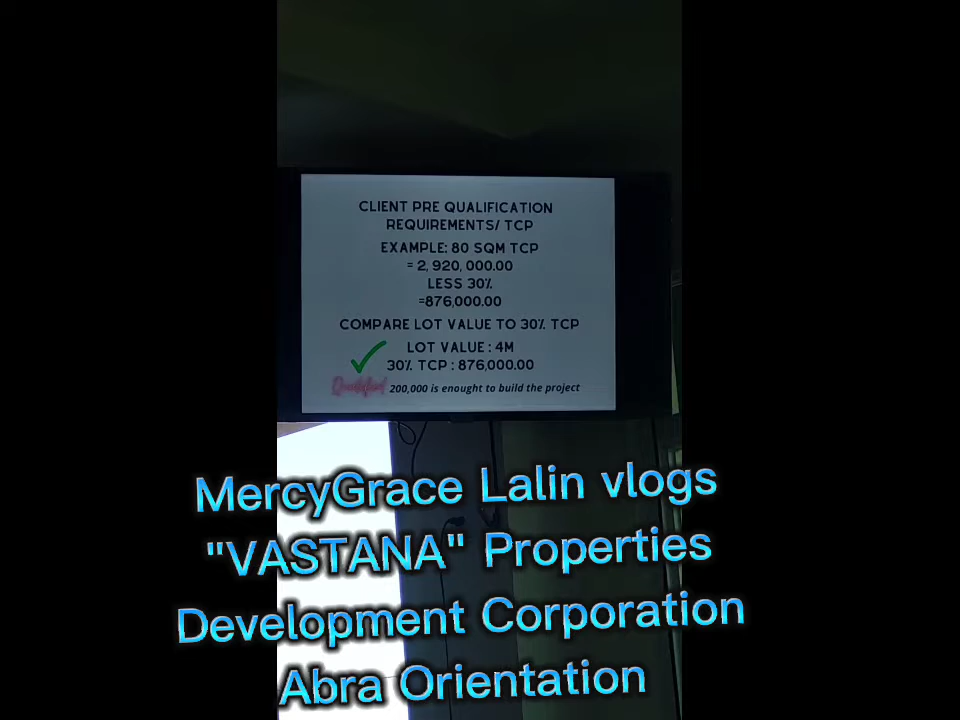 CLIENT PRE QUALIFICATION
REQUIREMENTS/ TCP
EXAMPLE: 80 SQM TCP
= 2, 920, 000.00
LESS 30%
=876,000.00
COMPARE LOT VALUE TO 30% TCP
LOT VALUE : 4M
30% TCP : 876,000.00
Qualified 200,000 is enought to build the project
MercyGrace Lalin vlogs
"VASTANA" Properties
Development Corporation
Abra Orientation